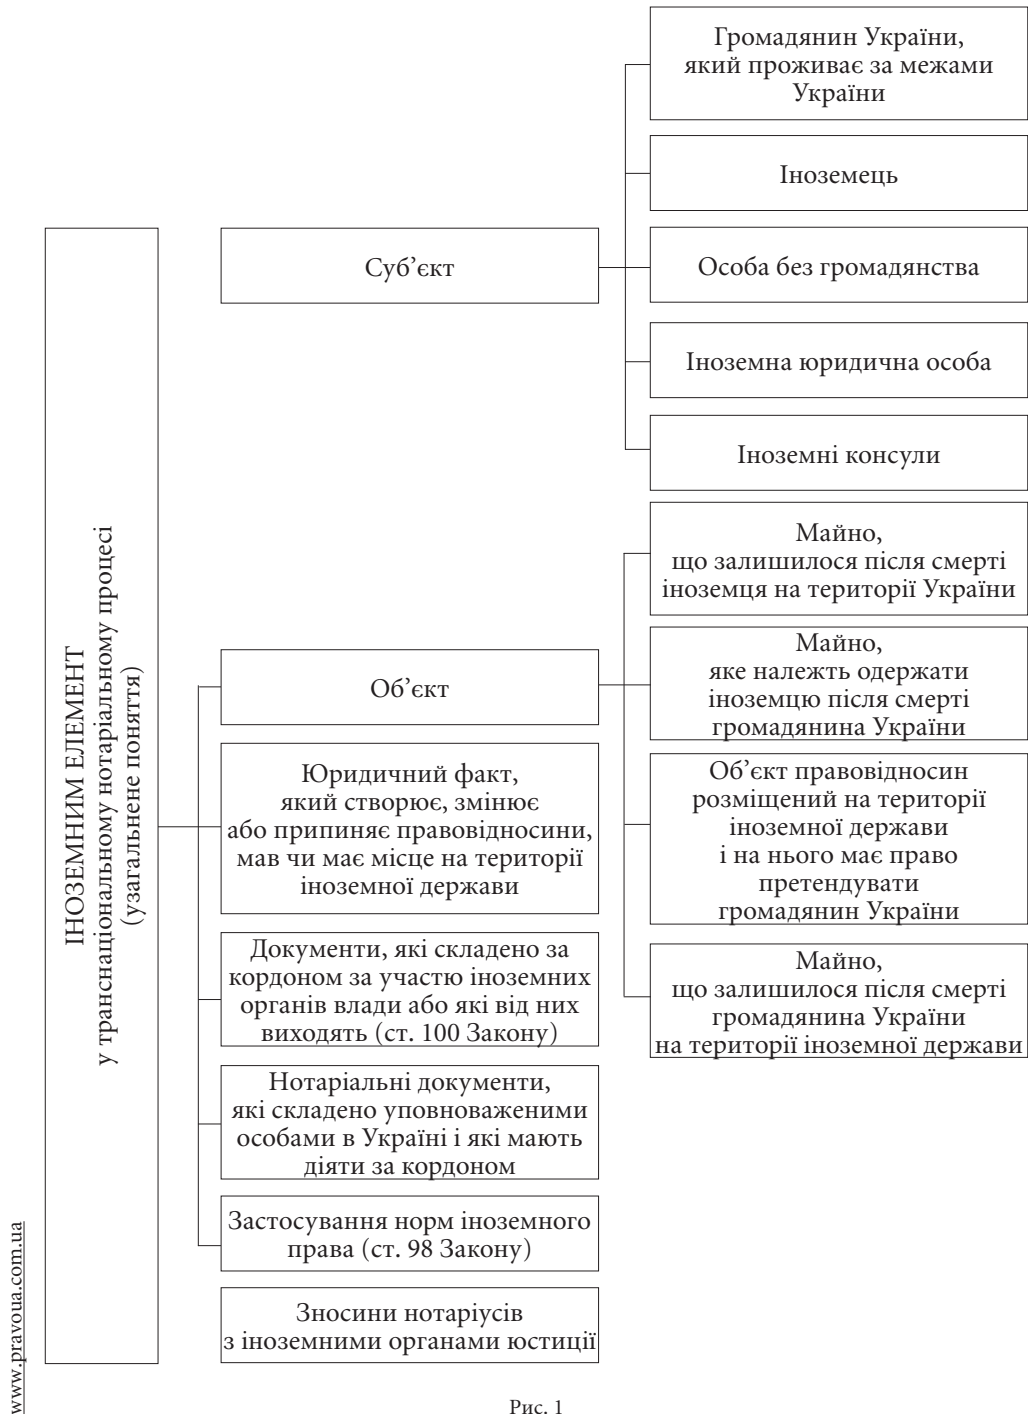 ІНОЗЕМНИМ ЕЛЕМЕНТ
у транснаціональному нотаріальному процесі
(узагальнене поняття)
Суб’єкт
Громадянин України,
який проживає за межами
України
Іноземець
Особа без громадянства
Іноземна юридична особа
Іноземні консули
Об’єкт
Майно,
що залишилося після смерті
іноземця на території України
Майно,
яке належть одержати
іноземцю після смерті
громадянина України
Об’єкт правовідносин
розміщений на території
іноземної держави
і на нього має право
претендувати
громадянин України
Майно,
що залишилося після смерті
громадянина України
на території іноземної держави
Юридичний факт,
який створює, змінює
або припиняє правовідносини,
мав чи має місце на території
іноземної держави
Документи, які складено за
кордоном за участю іноземних
органів влади або які від них
виходять (ст. 100 Закону)
Нотаріальні документи,
які складено уповноваженими
особами в Україні і які мають
діяти за кордоном
Застосування норм іноземного
права (ст. 98 Закону)
Зносини нотаріусів
з іноземними органами юстиції
www.pravoua.com.ua
Рис. 1